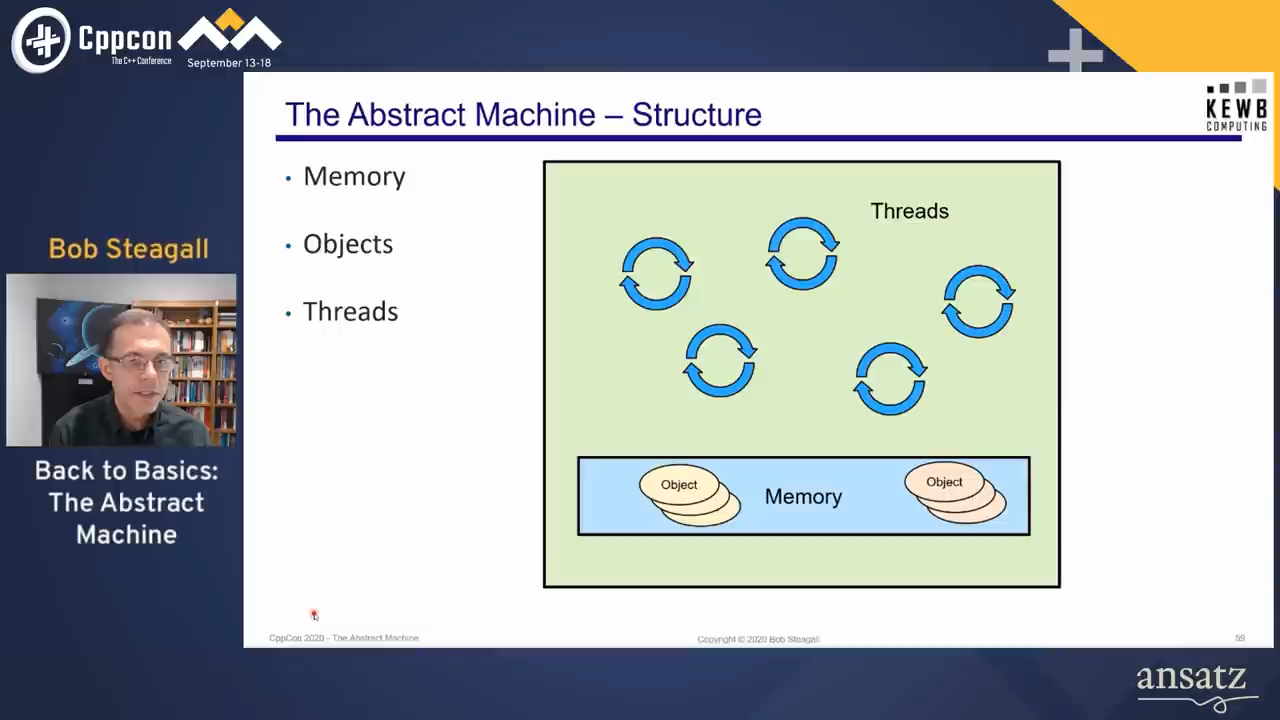 Cppcon
The C++ Conference
September 13-18
KEWB
COMPUTING
The Abstract Machine – Structure
• Memory
• Objects
• Threads
Threads
Object
Memory
Object
Bob Steagall
Back to Basics:
The Abstract
Machine
CppCon 2020 - The Abstract Machine
Copyright © 2020 Bob Steagall
59
ansatz